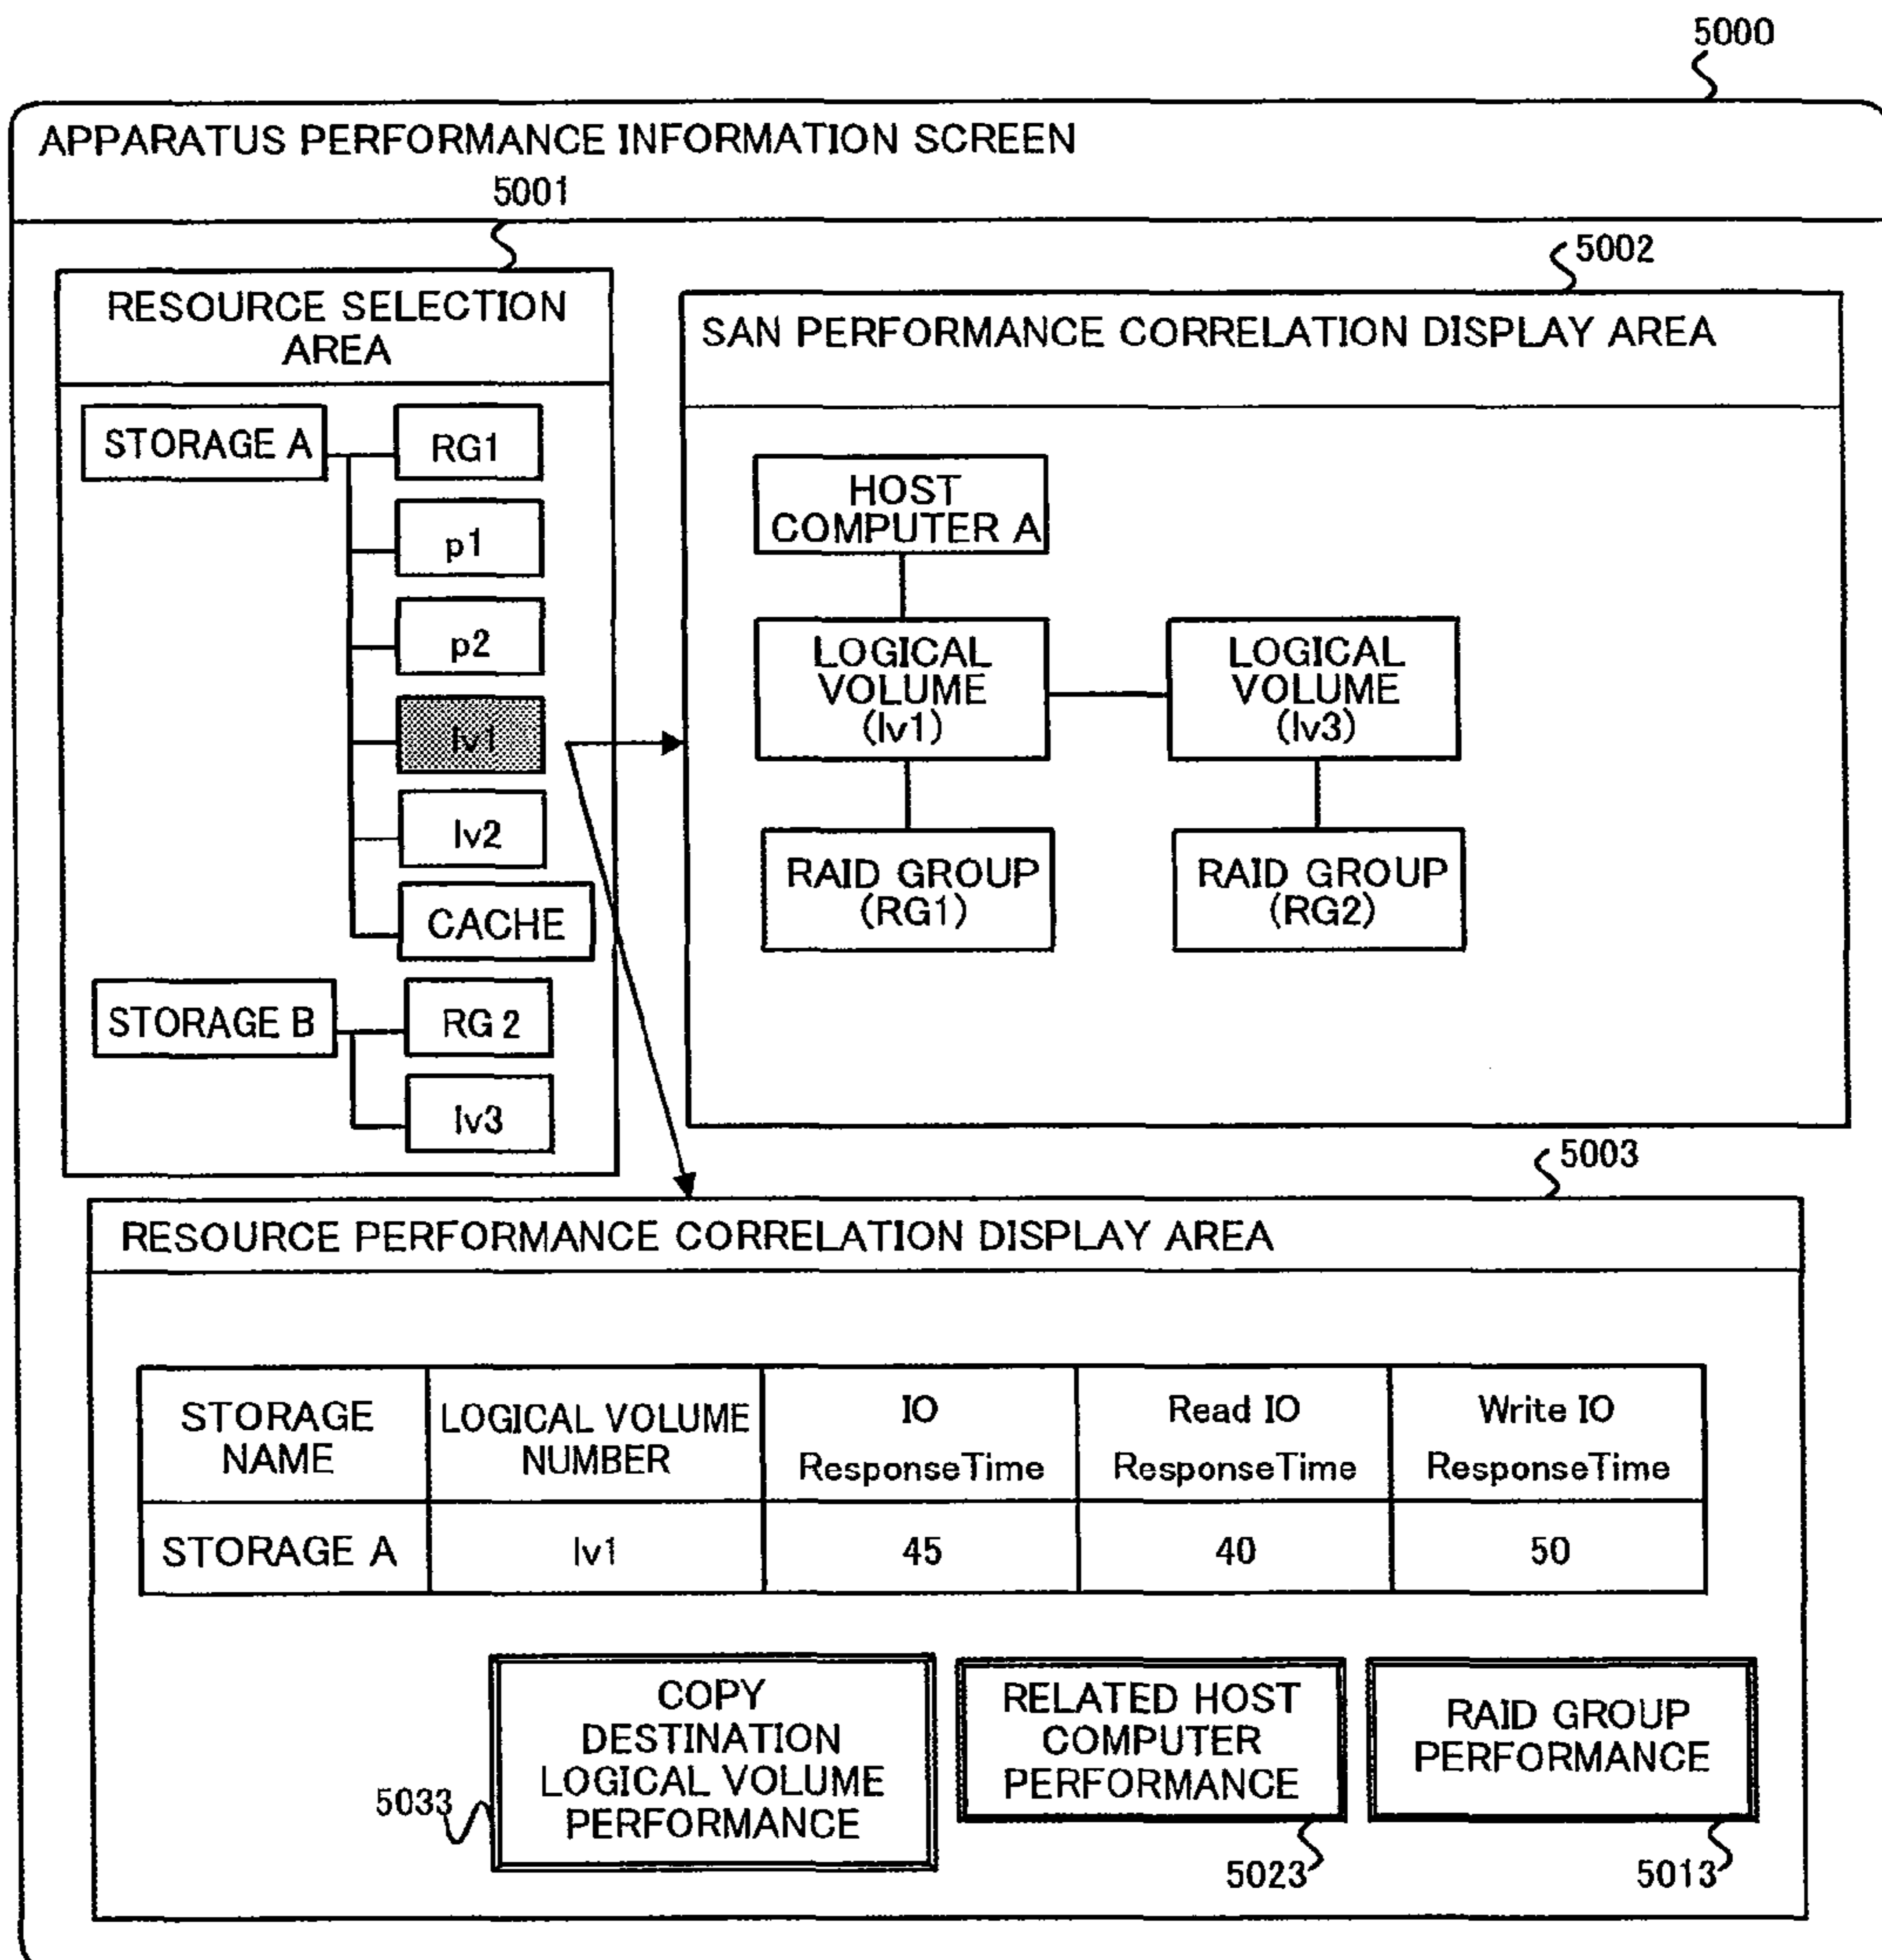 5000
APPARATUS PERFORMANCE INFORMATION SCREEN
5001
RESOURCE SELECTION
AREA
STORAGE A
RG1
p1
p2
lv1
lv2
CACHE
STORAGE B
RG 2
lv3
5002
SAN PERFORMANCE CORRELATION DISPLAY AREA
HOST
COMPUTER A
LOGICAL
VOLUME
(lv1)
LOGICAL
VOLUME
(lv3)
RAID GROUP
(RG1)
RAID GROUP
(RG2)
5003
RESOURCE PERFORMANCE CORRELATION DISPLAY AREA
STORAGE
NAME
LOGICAL VOLUME
NUMBER
IO
ResponseTime
Read IO
ResponseTime
Write IO
ResponseTime
STORAGE A
lv1
45
40
50
COPY
DESTINATION
LOGICAL VOLUME
PERFORMANCE
5033
RELATED HOST
COMPUTER
PERFORMANCE
5023
RAID GROUP
PERFORMANCE
5013